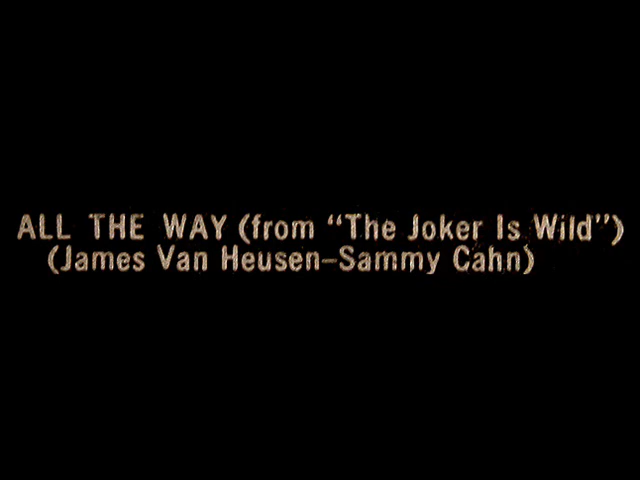 ALL THE WAY (from “The Joker Is Wild”)
(James Van Heusen–Sammy Cahn)